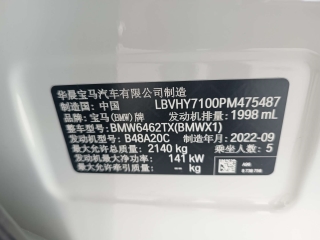 华晨宝马汽车有限公司制造
制造国：中国 LBVHY7100PM475487
品牌：宝马(BMW)牌 发动机排量：1998 mL
整车型号：BMW6462TX(BMWX1)
发动机型号：B48A20C 制造年月：2022-09
最大允许总质量：2140 kg 乘坐人数：5
发动机最大净功率：141 kW
最大允许牵引质量：- kg